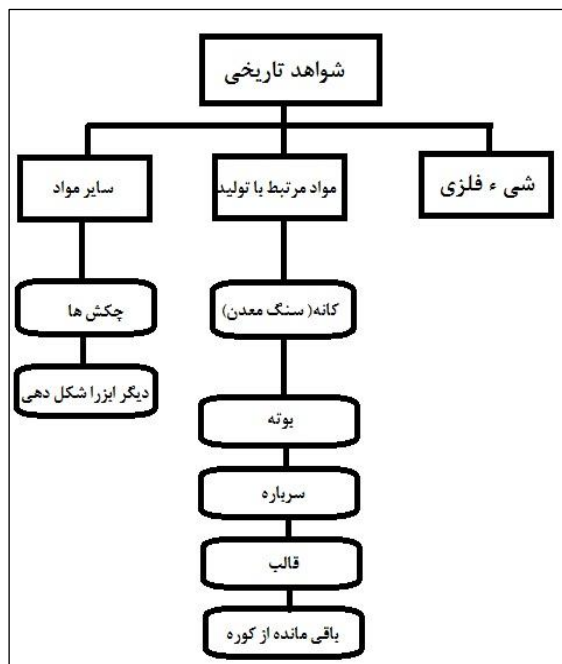 شواهد تاریخی
شی ء فلزی
مواد مرتبط با تولید
سایر مواد
کانه( سنگ معدن)
بوته
سرباره
قالب
باقی مانده از کوره
چکش ها
دیگر ابزرا شکل دهی